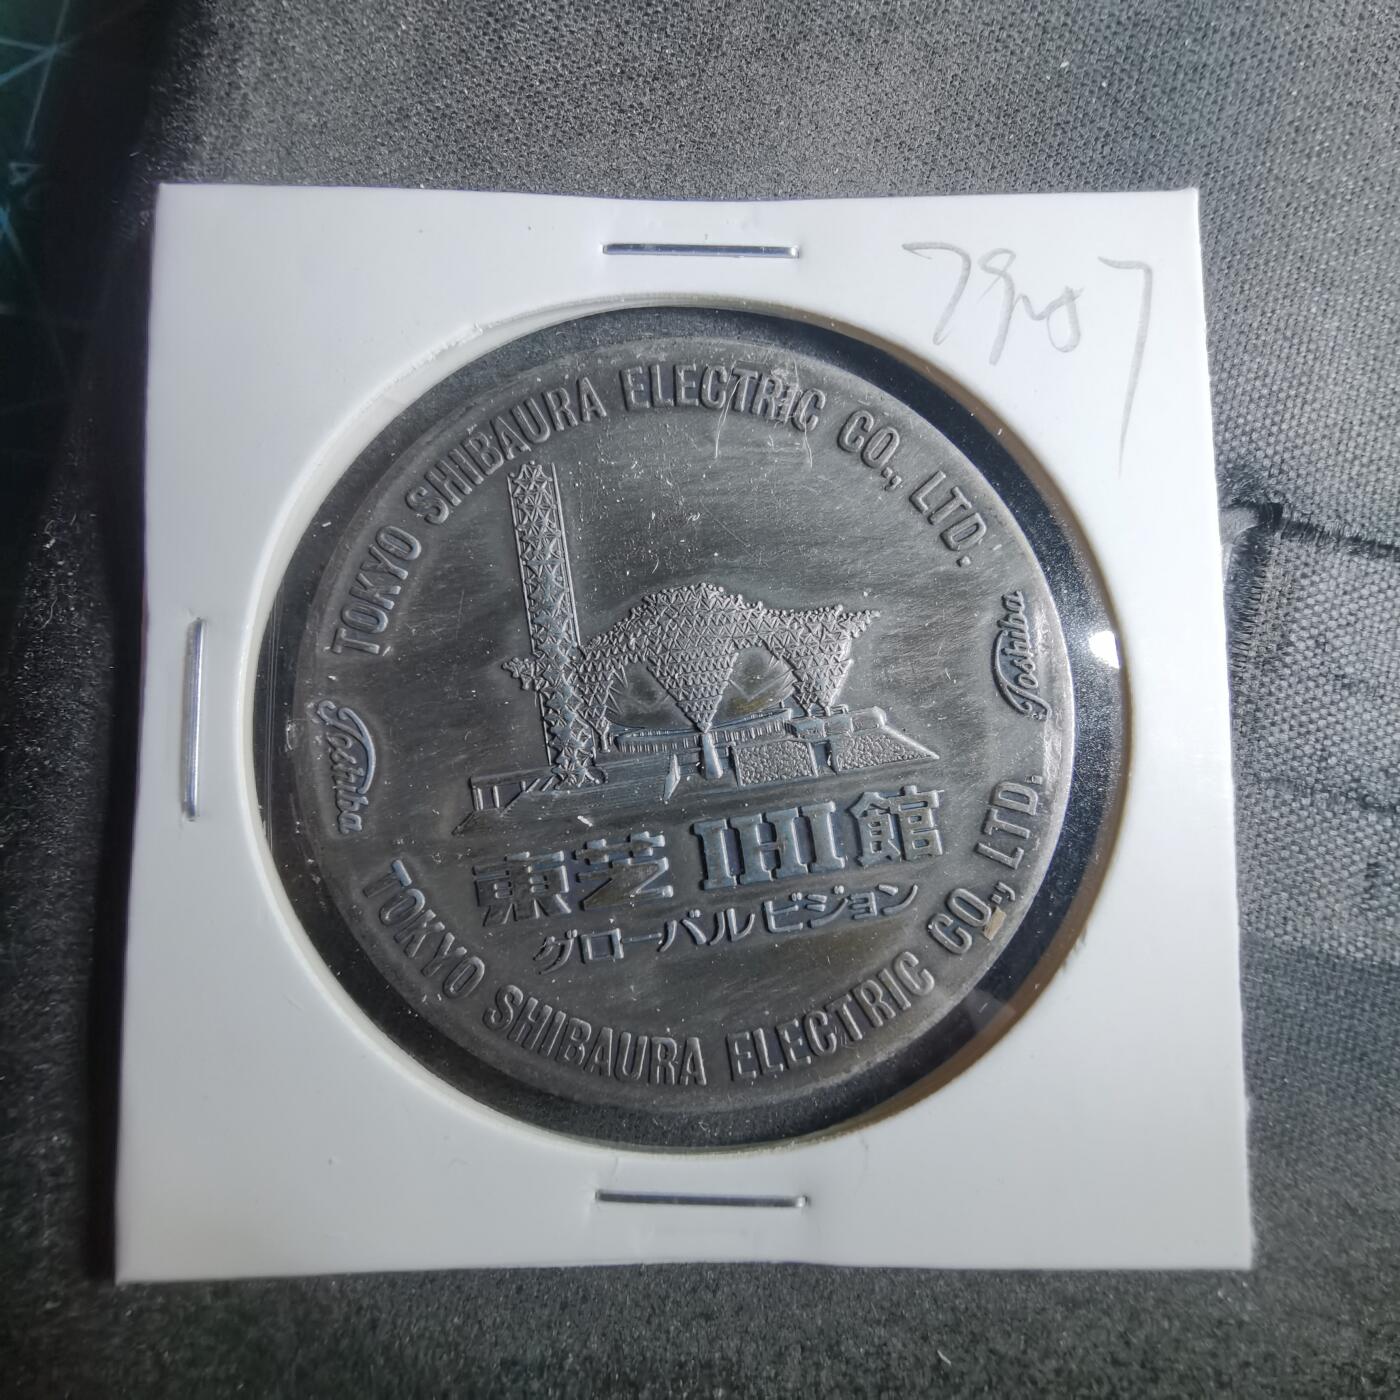 TOKYO SHIBAURA ELECTRIC CO., LTD.
Toshiba
Toshiba
東芝 IHI館
グローバルビジョン
TOKYO SHIBAURA ELECTRIC CO., LTD.